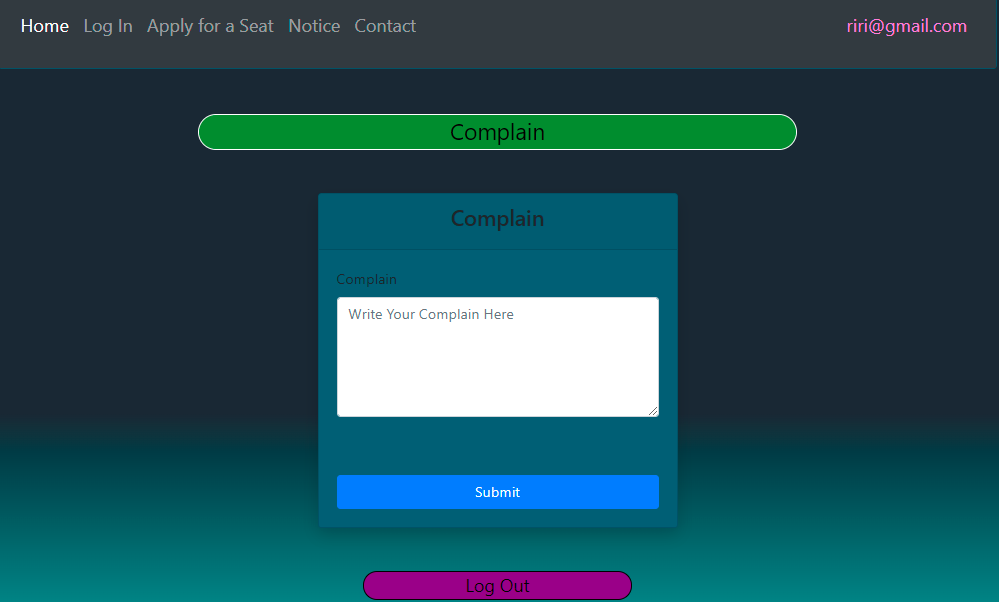 Home Log In Apply for a Seat Notice Contact riri@gmail.com
Complain
Complain
Complain
Write Your Complain Here
Submit
Log Out